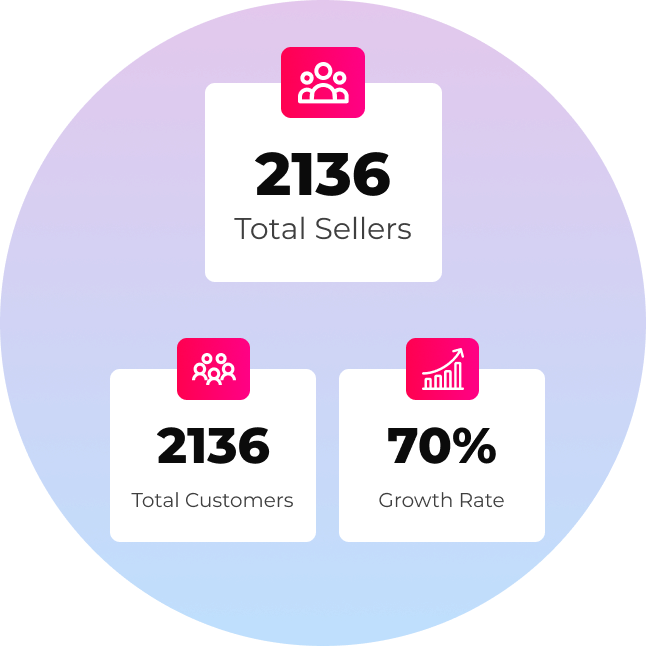 2136
Total Sellers
2136
Total Customers
70%
Growth Rate